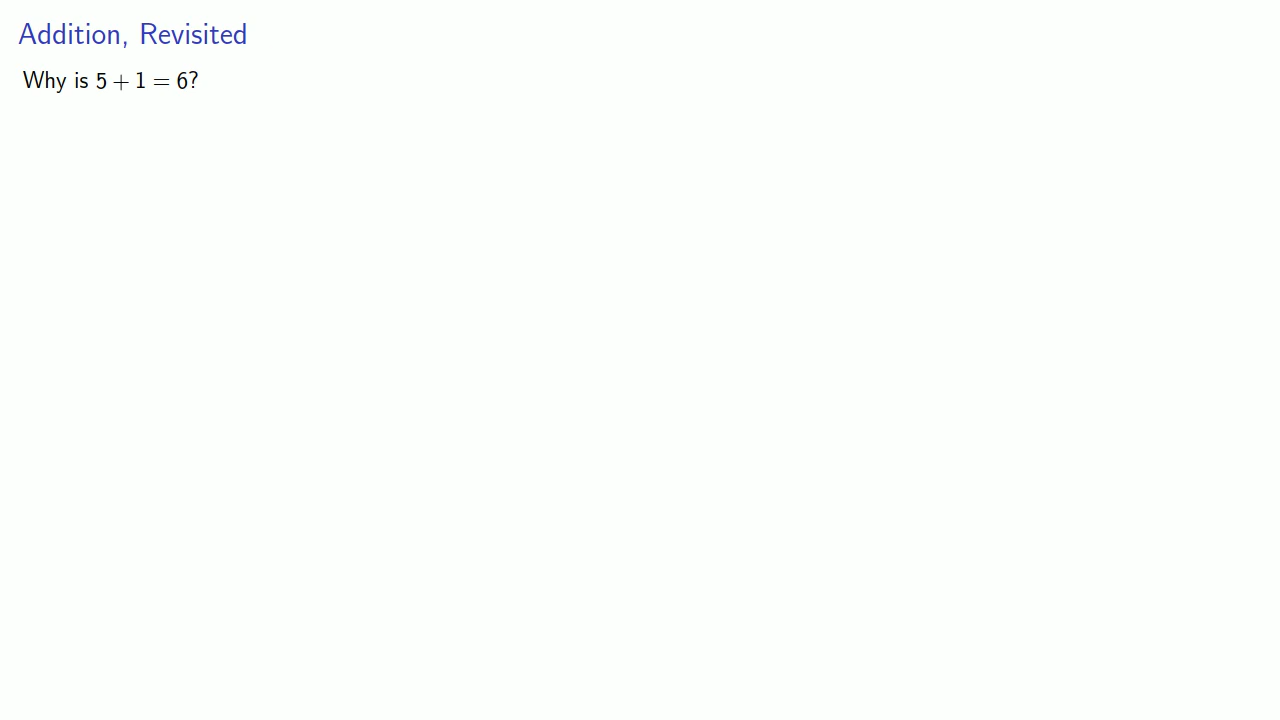 Addition, Revisited
Why is 5 + 1 = 6?